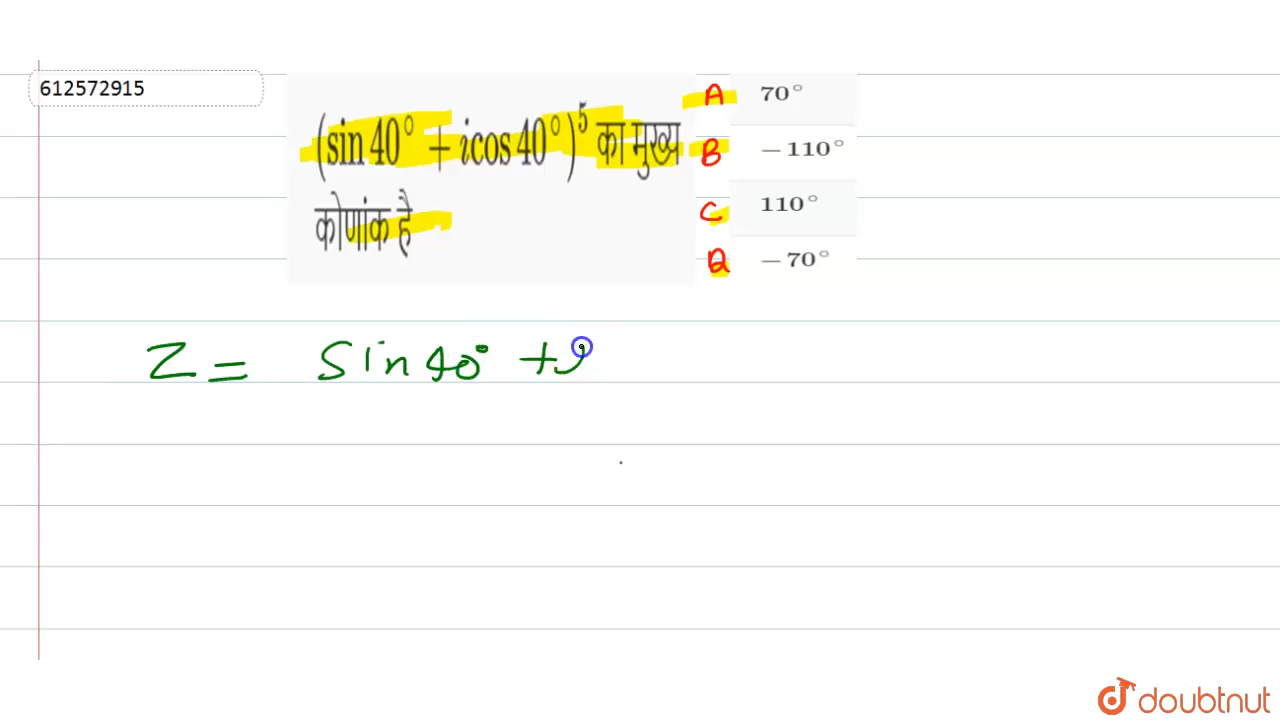 612572915
(sin 40° + i cos 40°)⁵ का मुख्य
कोणांक है
A 70°
B −110°
C 110°
D −70°
Z = Sin 40° +
doubtnut